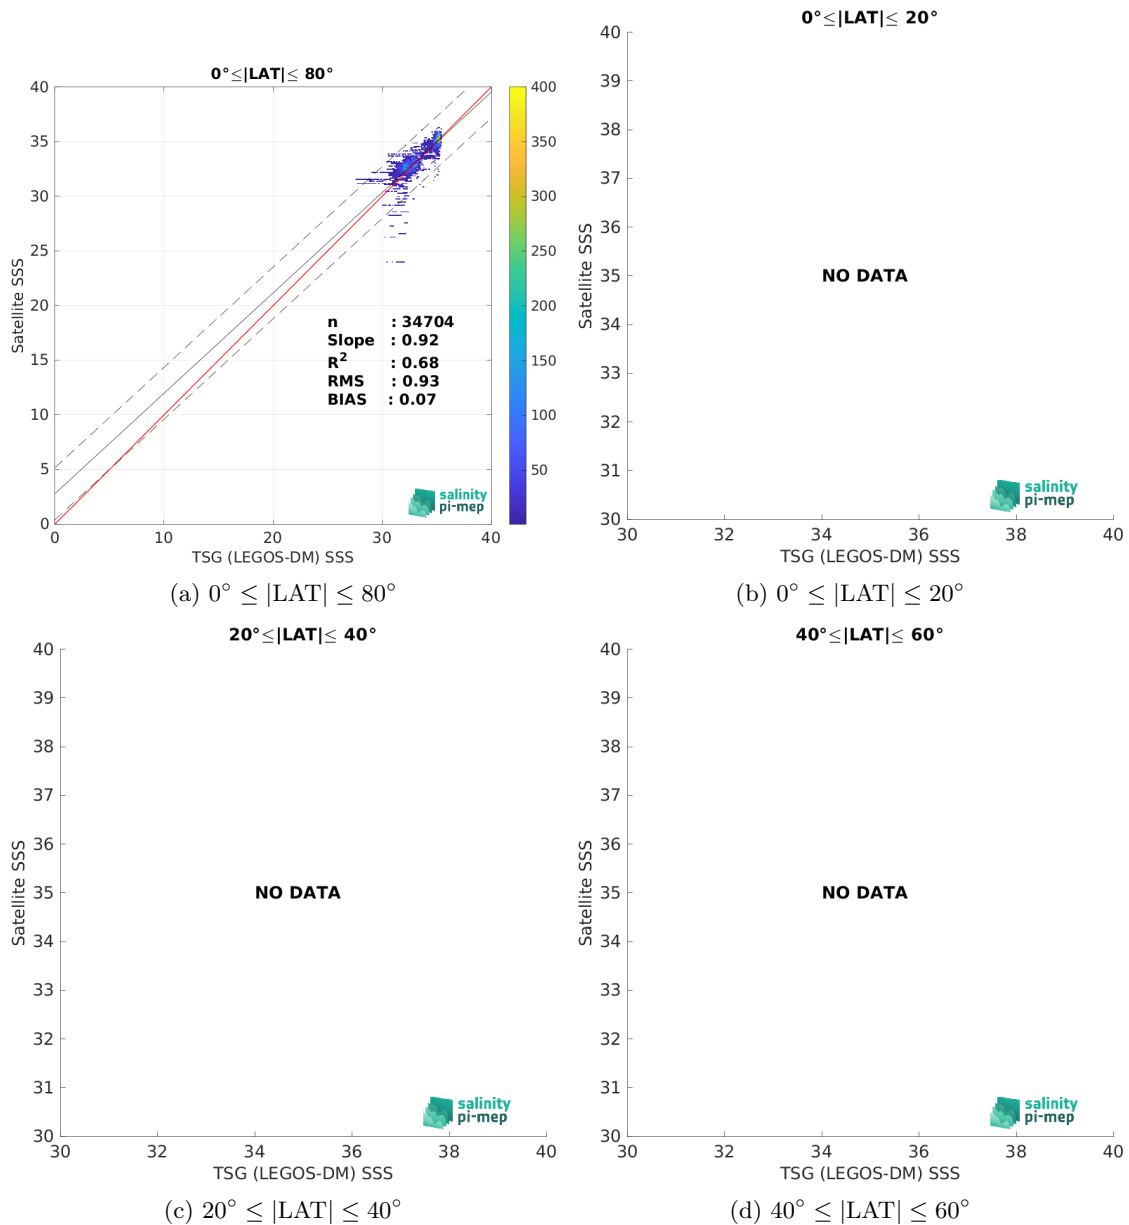 0°≤|LAT|≤ 80°
40
35
30
25
20
15
10
5
0
0
10
20
30
40
Satellite SSS
TSG (LEGOS-DM) SSS
n : 34704
Slope : 0.92
R² : 0.68
RMS : 0.93
BIAS : 0.07
salinity
pi-mep
400
350
300
250
200
150
100
50
(a) 0° ≤ |LAT| ≤ 80°
0°≤|LAT|≤ 20°
40
39
38
37
36
35
34
33
32
31
30
30
32
34
36
38
40
Satellite SSS
NO DATA
salinity
pi-mep
TSG (LEGOS-DM) SSS
(b) 0° ≤ |LAT| ≤ 20°
20°≤|LAT|≤ 40°
40
39
38
37
36
35
34
33
32
31
30
30
32
34
36
38
40
Satellite SSS
NO DATA
salinity
pi-mep
TSG (LEGOS-DM) SSS
(c) 20° ≤ |LAT| ≤ 40°
40°≤|LAT|≤ 60°
40
39
38
37
36
35
34
33
32
31
30
30
32
34
36
38
40
Satellite SSS
NO DATA
salinity
pi-mep
TSG (LEGOS-DM) SSS
(d) 40° ≤ |LAT| ≤ 60°